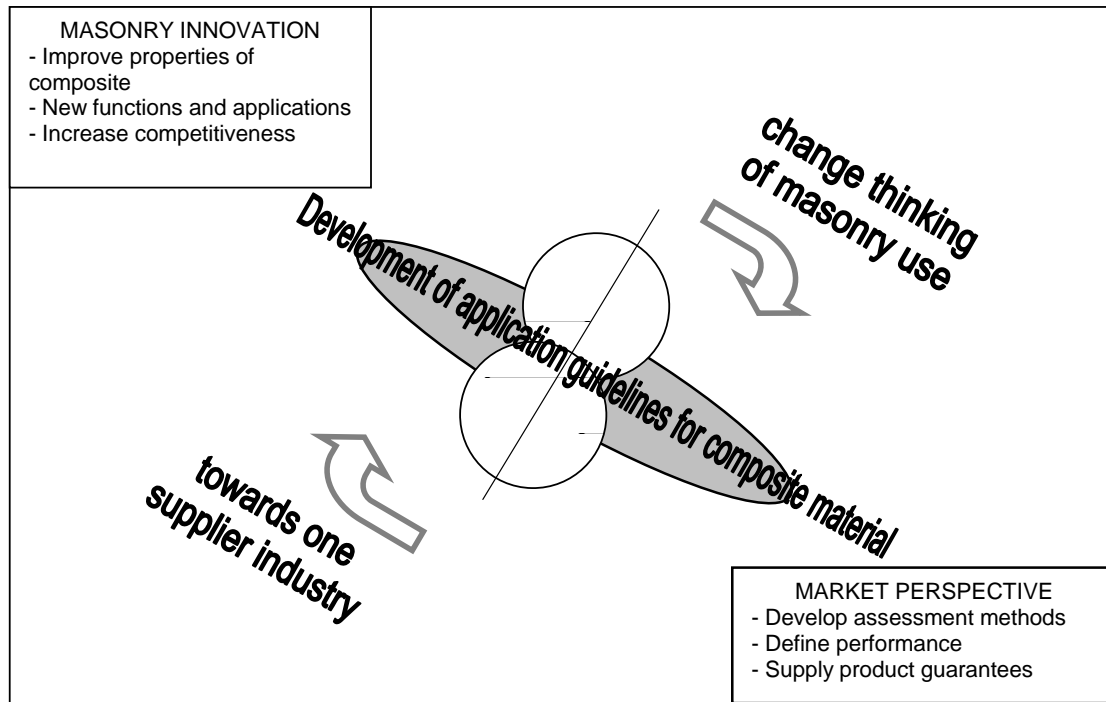 MASONRY INNOVATION
- Improve properties of
composite
- New functions and applications
- Increase competitiveness
change thinking
of masonry use
Development of application guidelines for composite material
towards one
supplier industry
MARKET PERSPECTIVE
- Develop assessment methods
- Define performance
- Supply product guarantees